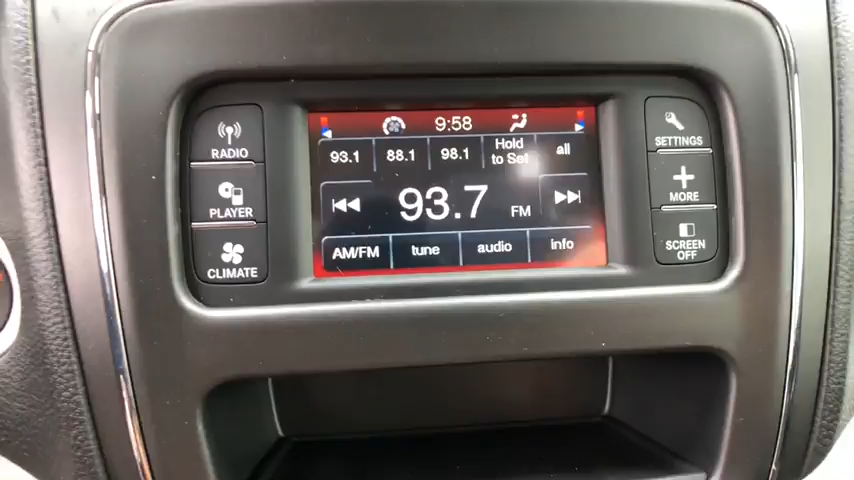 RADIO
PLAYER
CLIMATE
9:58
93.1 88.1 98.1 Hold to Set all
93.7 FM
AM/FM tune audio info
SETTINGS
MORE
SCREEN
OFF